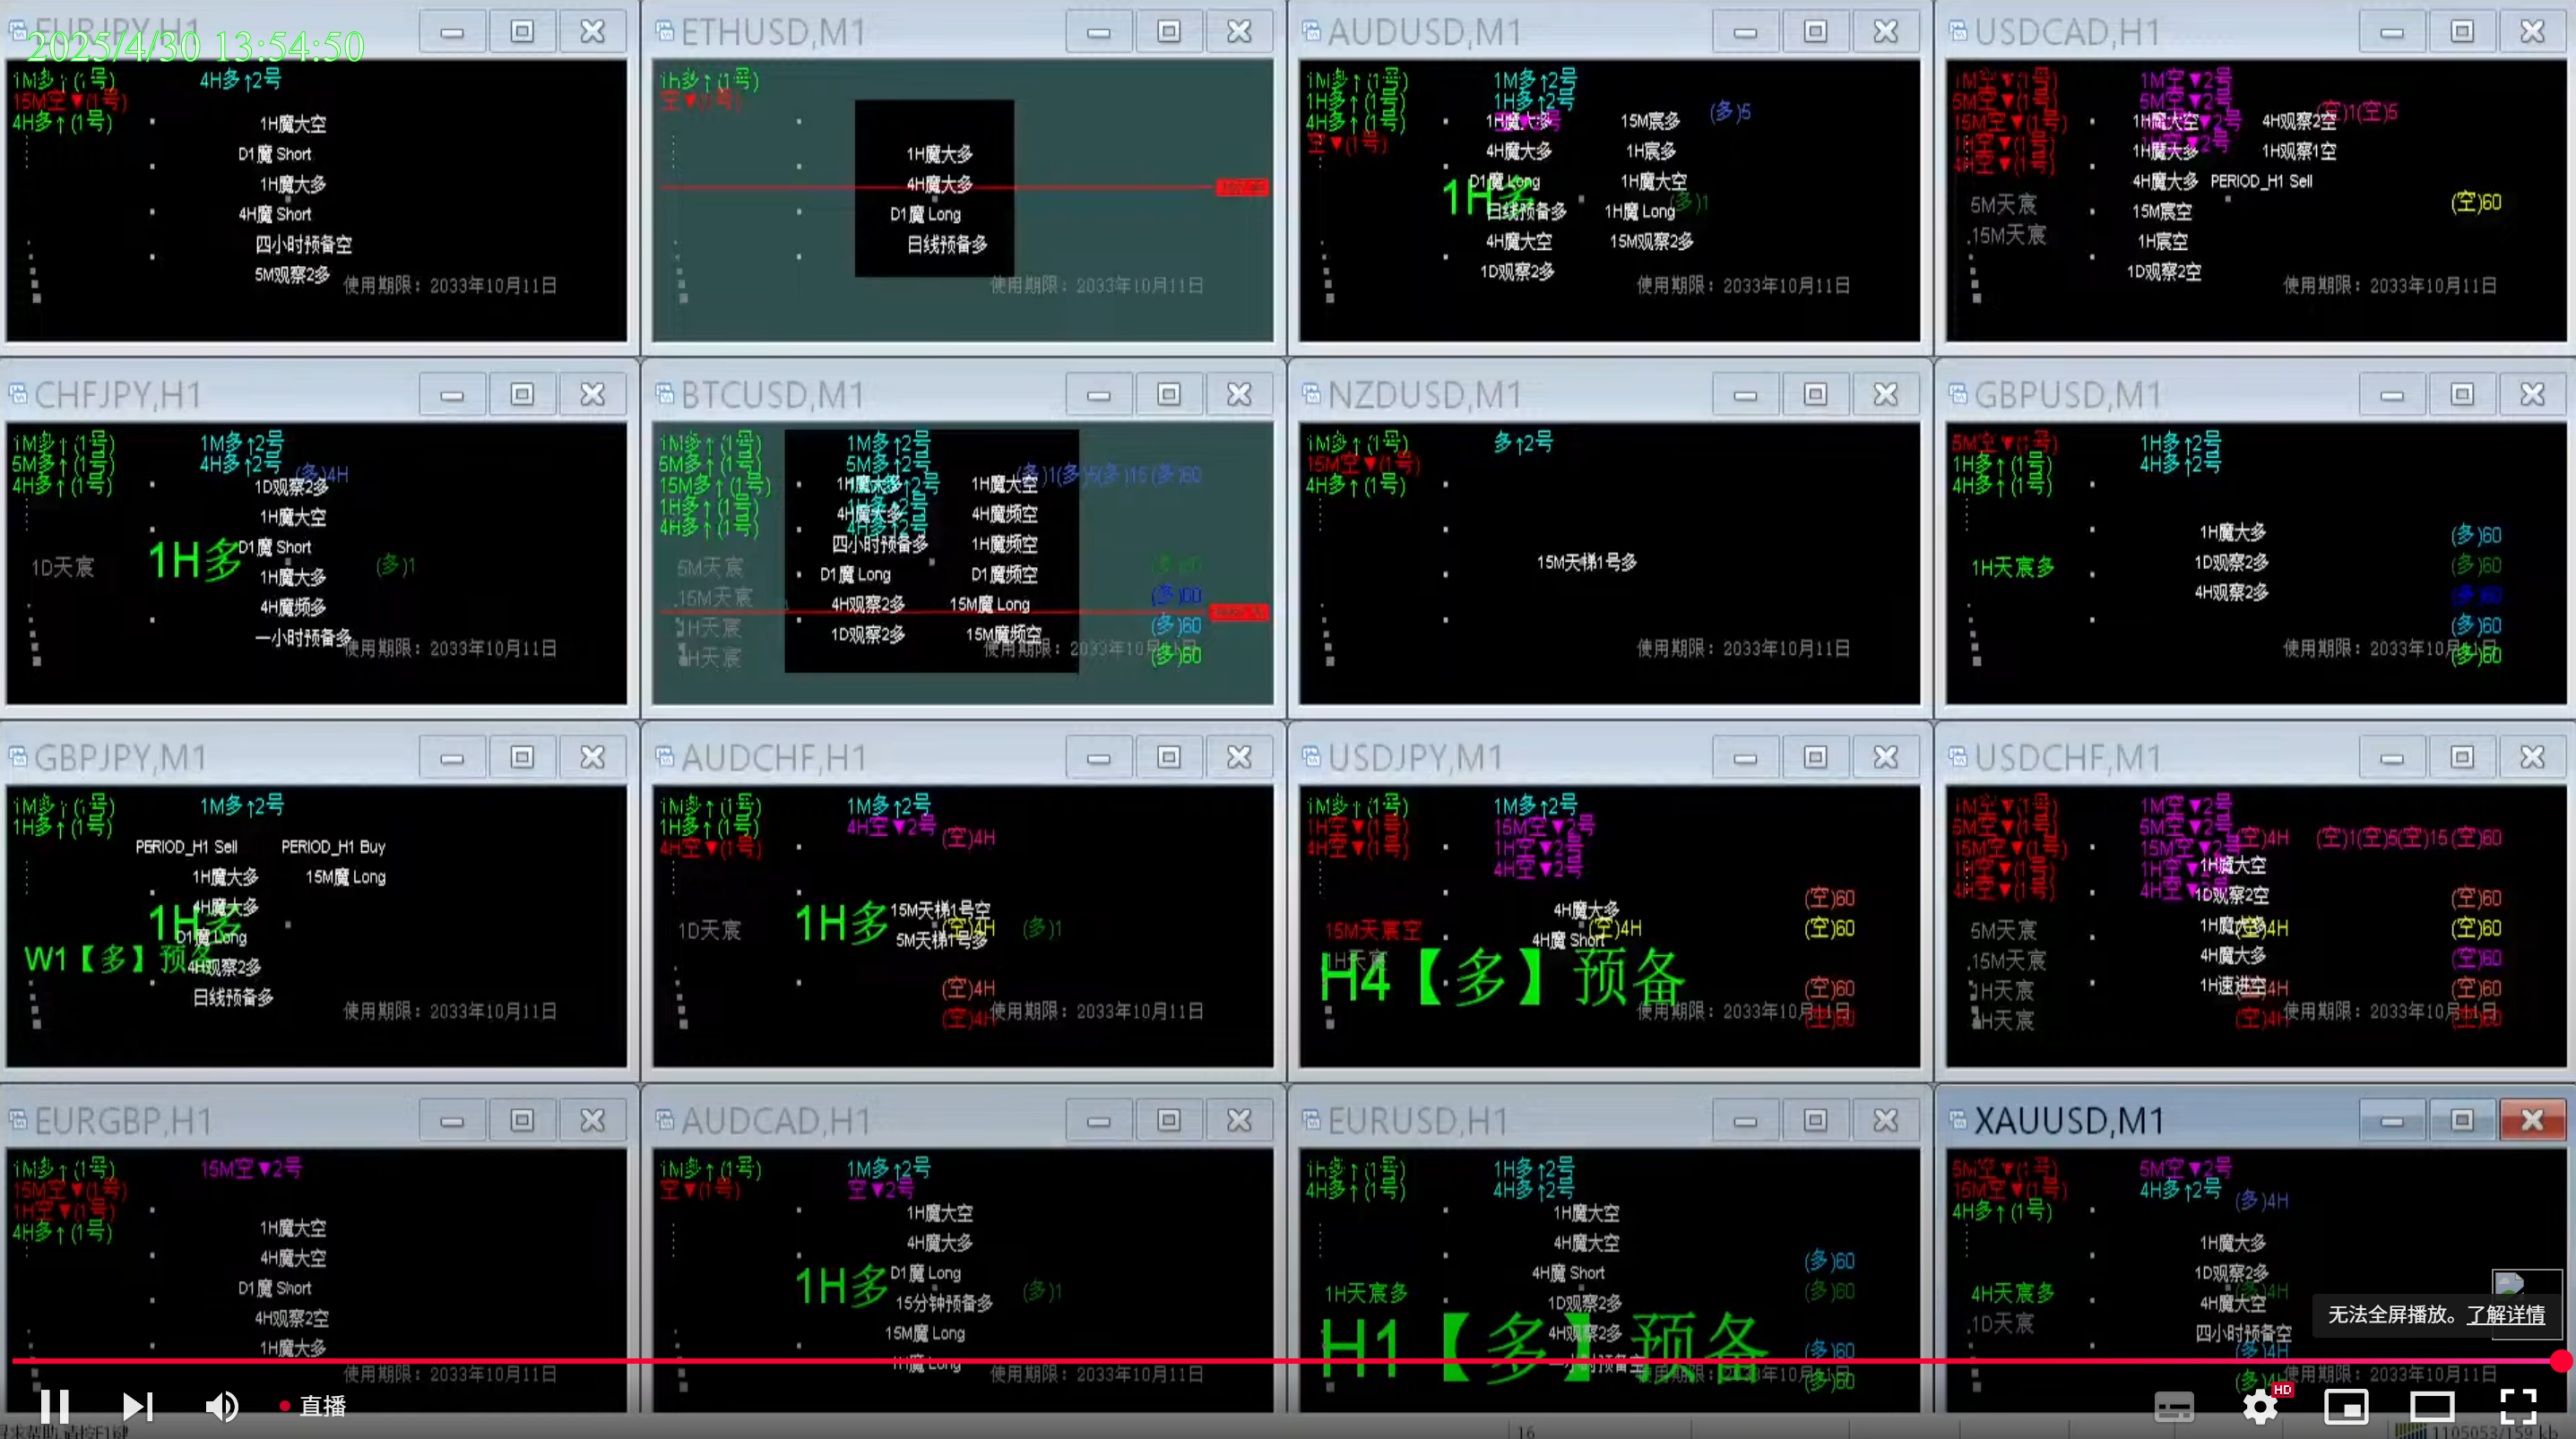 EURJPY,H1
2025/4/30 13:54:50
1M多↑(1号)
4H多↑2号
15M空▼(1号)
4H多↑(1号)
1H魔大空
D1魔 Short
1H魔大多
4H魔 Short
四小时预备空
5M观察2多
使用期限：2033年10月11日
ETHUSD,M1
1h多↑(1号)
空▼(1号)
1H魔大多
4H魔大多
D1魔 Long
日线预备多
使用期限：2033年10月11日
AUDUSD,M1
1M多↑(1号)
1M多↑2号
1H多↑(1号)
1H多↑2号
4H多↑(1号)
空▼(1号)
(多)5
1H魔大多
15M宸多
4H魔大多
1H宸多
D1魔 Long
1H魔大空
1H多
(多)1
日线预备多
1H魔 Long
4H魔大空
15M观察2多
1D观察2多
使用期限：2033年10月11日
USDCAD,H1
1M空▼(1号)
1M空▼2号
5M空▼(1号)
5M空▼2号
15M空▼(1号)
1H空▼(1号)
4H空▼(1号)
(空)1(空)5
1H魔大空
4H观察2空
1H魔大多
1H观察1空
4H魔大多
PERIOD_H1 Sell
5M天宸
(空)60
15M宸空
.15M天宸
1H宸空
1D观察2空
使用期限：2033年10月11日
CHFJPY,H1
1M多↑(1号)
1M多↑2号
5M多↑(1号)
4H多↑2号
4H多↑(1号)
(多)4H
1D观察2多
1H魔大空
D1魔 Short
1D天宸
1H多
(多)1
1H魔大多
4H魔频多
一小时预备多
使用期限：2033年10月11日
BTCUSD,M1
1M多↑(1号)
1M多↑2号
5M多↑(1号)
5M多↑2号
15M多↑(1号)
1H多↑(1号)
1H多↑2号
4H多↑(1号)
4H多↑2号
(多)1(多)5(多)15(多)60
1H魔大多
1H魔大空
4H魔大多
4H魔频空
四小时预备多
1H魔频空
5M天宸
D1魔 Long
D1魔频空
.15M天宸
4H观察2多
15M魔 Long
(多)60
1H天宸
(多)60
1D观察2多
15M魔频空
H天宸
(多)60
NZDUSD,M1
1M多↑(1号)
多↑2号
15M空▼(1号)
4H多↑(1号)
15M天梯1号多
使用期限：2033年10月11日
GBPUSD,M1
5M空▼(1号)
1H多↑2号
1H多↑(1号)
4H多↑2号
4H多↑(1号)
1H魔大多
(多)60
1H天宸多
1D观察2多
(多)60
4H观察2多
(多)60
(多)60
使用期限：2033年10月11日
(多)60
GBPJPY,M1
1M多↑(1号)
1M多↑2号
1H多↑(1号)
PERIOD_H1 Sell
PERIOD_H1 Buy
1H魔大多
15M魔 Long
4H魔大多
1H多
D1魔 Long
W1【多】预备
4H观察2多
日线预备多
使用期限：2033年10月11日
AUDCHF,H1
1M多↑(1号)
1M多↑2号
1H多↑(1号)
4H空▼2号
4H空▼(1号)
(空)4H
15M天梯1号空
1D天宸
1H多
(空)4H
(多)1
5M天梯1号多
(空)4H
(空)4H
使用期限：2033年10月11日
USDJPY,M1
1M多↑(1号)
1M多↑2号
1H空▼(1号)
15M空▼2号
4H空▼(1号)
1H空▼2号
4H空▼2号
4H魔大多
(空)60
15M天宸空
(空)4H
(空)60
4H魔 Short
1H天宸
H4【多】预备
(空)60
使用期限：2033年10月11日
(空)60
USDCHF,M1
1M空▼(1号)
1M空▼2号
5M空▼(1号)
5M空▼2号
15M空▼(1号)
15M空▼2号
1H空▼(1号)
1H空▼2号
4H空▼(1号)
4H空▼2号
(空)4H
(空)1(空)5(空)15(空)60
1H魔大空
1D观察2空
(空)60
5M天宸
1H魔大多
(空)4H
(空)60
.15M天宸
4H魔大多
(空)60
1H天宸
1H速进空
(空)4H
(空)60
H天宸
(空)4H
使用期限：2033年10月11日
(空)60
EURGBP,H1
1M多↑(1号)
15M空▼2号
15M空▼(1号)
1H空▼(1号)
4H多↑(1号)
1H魔大空
4H魔大空
D1魔 Short
4H观察2空
1H魔大多
使用期限：2033年10月11日
AUDCAD,H1
1M多↑(1号)
1M多↑2号
空▼(1号)
空▼2号
1H魔大空
4H魔大多
D1魔 Long
1H多
(多)1
15分钟预备多
15M魔 Long
1H魔 Long
使用期限：2033年10月11日
EURUSD,H1
1h多↑(1号)
1H多↑2号
4H多↑(1号)
4H多↑2号
1H魔大空
4H魔大空
(多)60
4H魔 Short
1H天宸多
(多)60
1D观察2多
4H观察2多
H1【多】预备
(多)60
一小时预备空
使用期限：2033年10月11日
(多)60
XAUUSD,M1
5M空▼(1号)
5M空▼2号
15M空▼(1号)
4H多↑2号
4H多↑(1号)
(多)4H
1H魔大多
1D观察2多
4H天宸多
(多)4H
4H魔大空
.1D天宸
四小时预备空
(多)4H
使用期限：2033年10月11日
无法全屏播放。了解详情
直播
HD
16
1105053/159 kb